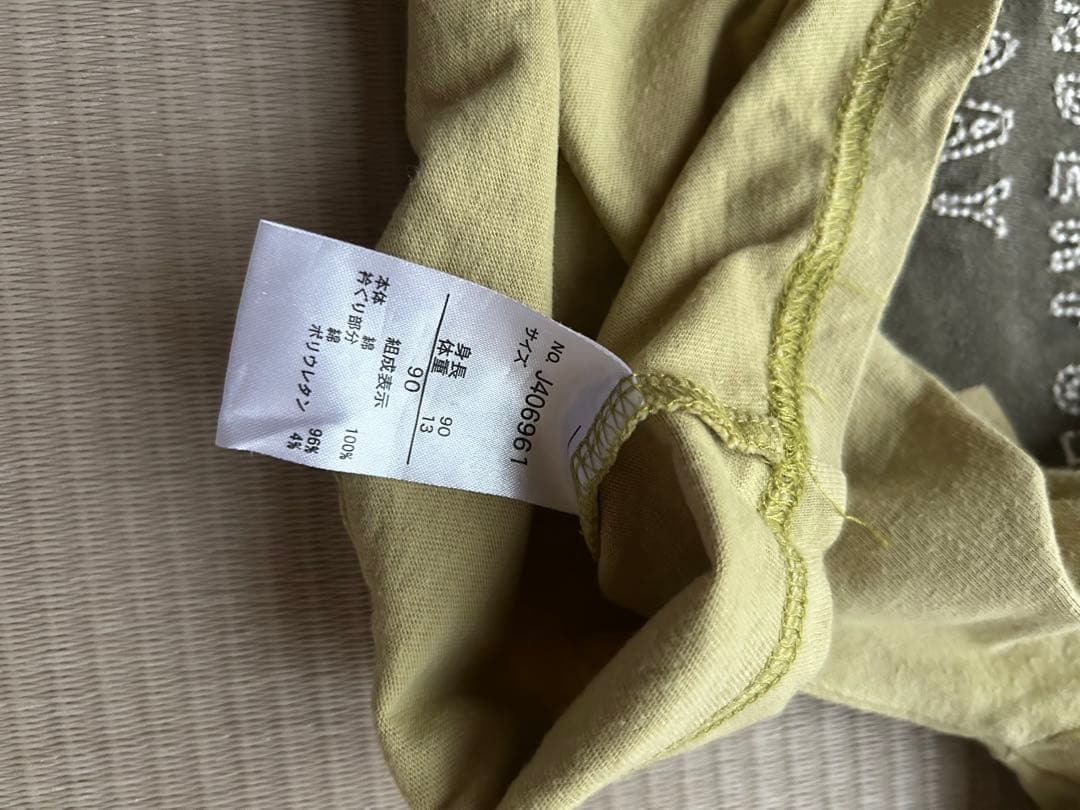 NO. J406961
サイズ 90
身長 90
体重 13
組成表示
本体 綿 100%
衿ぐり部分 綿 96%
ポリウレタン 4%
DAY